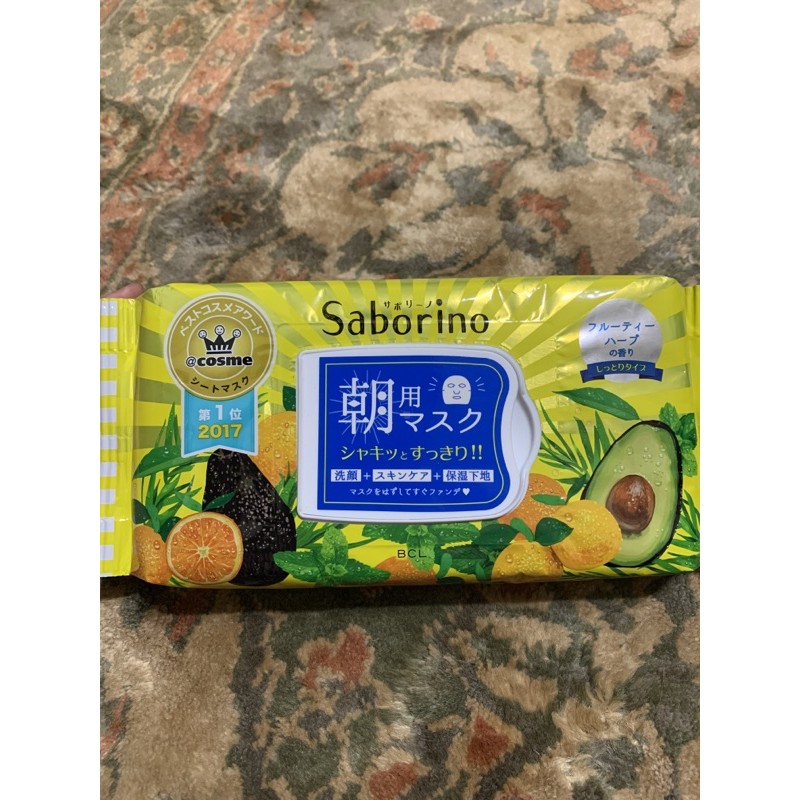 ベストコスメアワード
@cosme
シートマスク
第1位
2017
サボリーノ
Saborino
朝用マスク
シャキッとすっきり!!
洗顔+スキンケア+保湿下地
マスクをはずしてすぐファンデ♥
BCL
フルーティー
ハーブ
の香り
しっとりタイプ